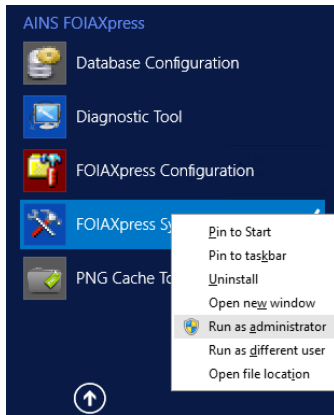 AINS FOIAXpress
Database Configuration
Diagnostic Tool
FOIAXpress Configuration
FOIAXpress Sy
PNG Cache To
Pin to Start
Pin to taskbar
Uninstall
Open new window
Run as administrator
Run as different user
Open file location